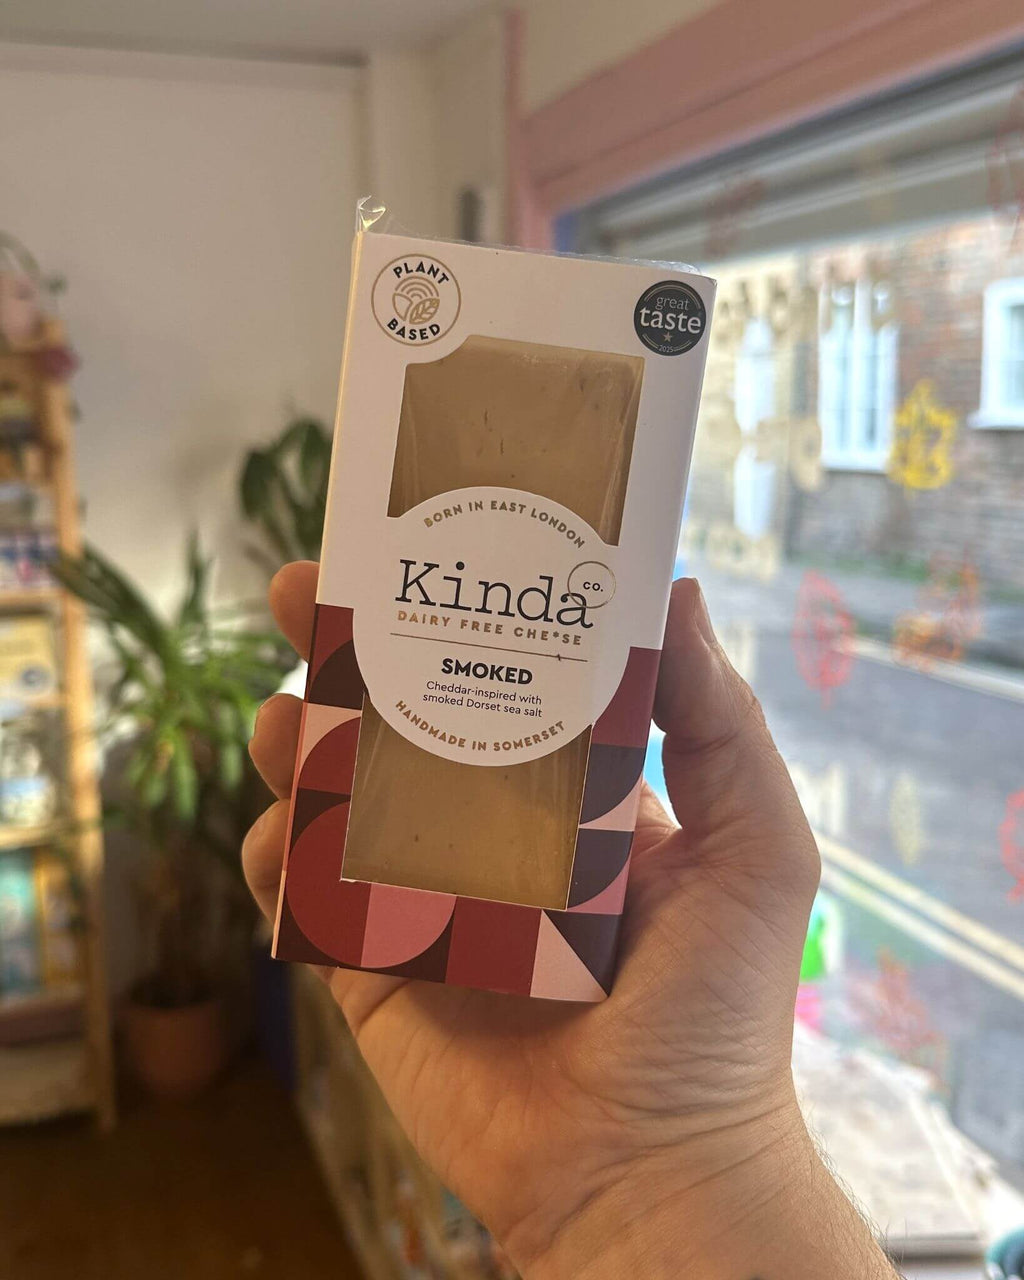 PLANT
BASED
great
taste
2025
BORN IN EAST LONDON
Kinda
CO.
DAIRY FREE CHE*SE
SMOKED
Cheddar-inspired with
smoked Dorset sea salt
HANDMADE IN SOMERSET